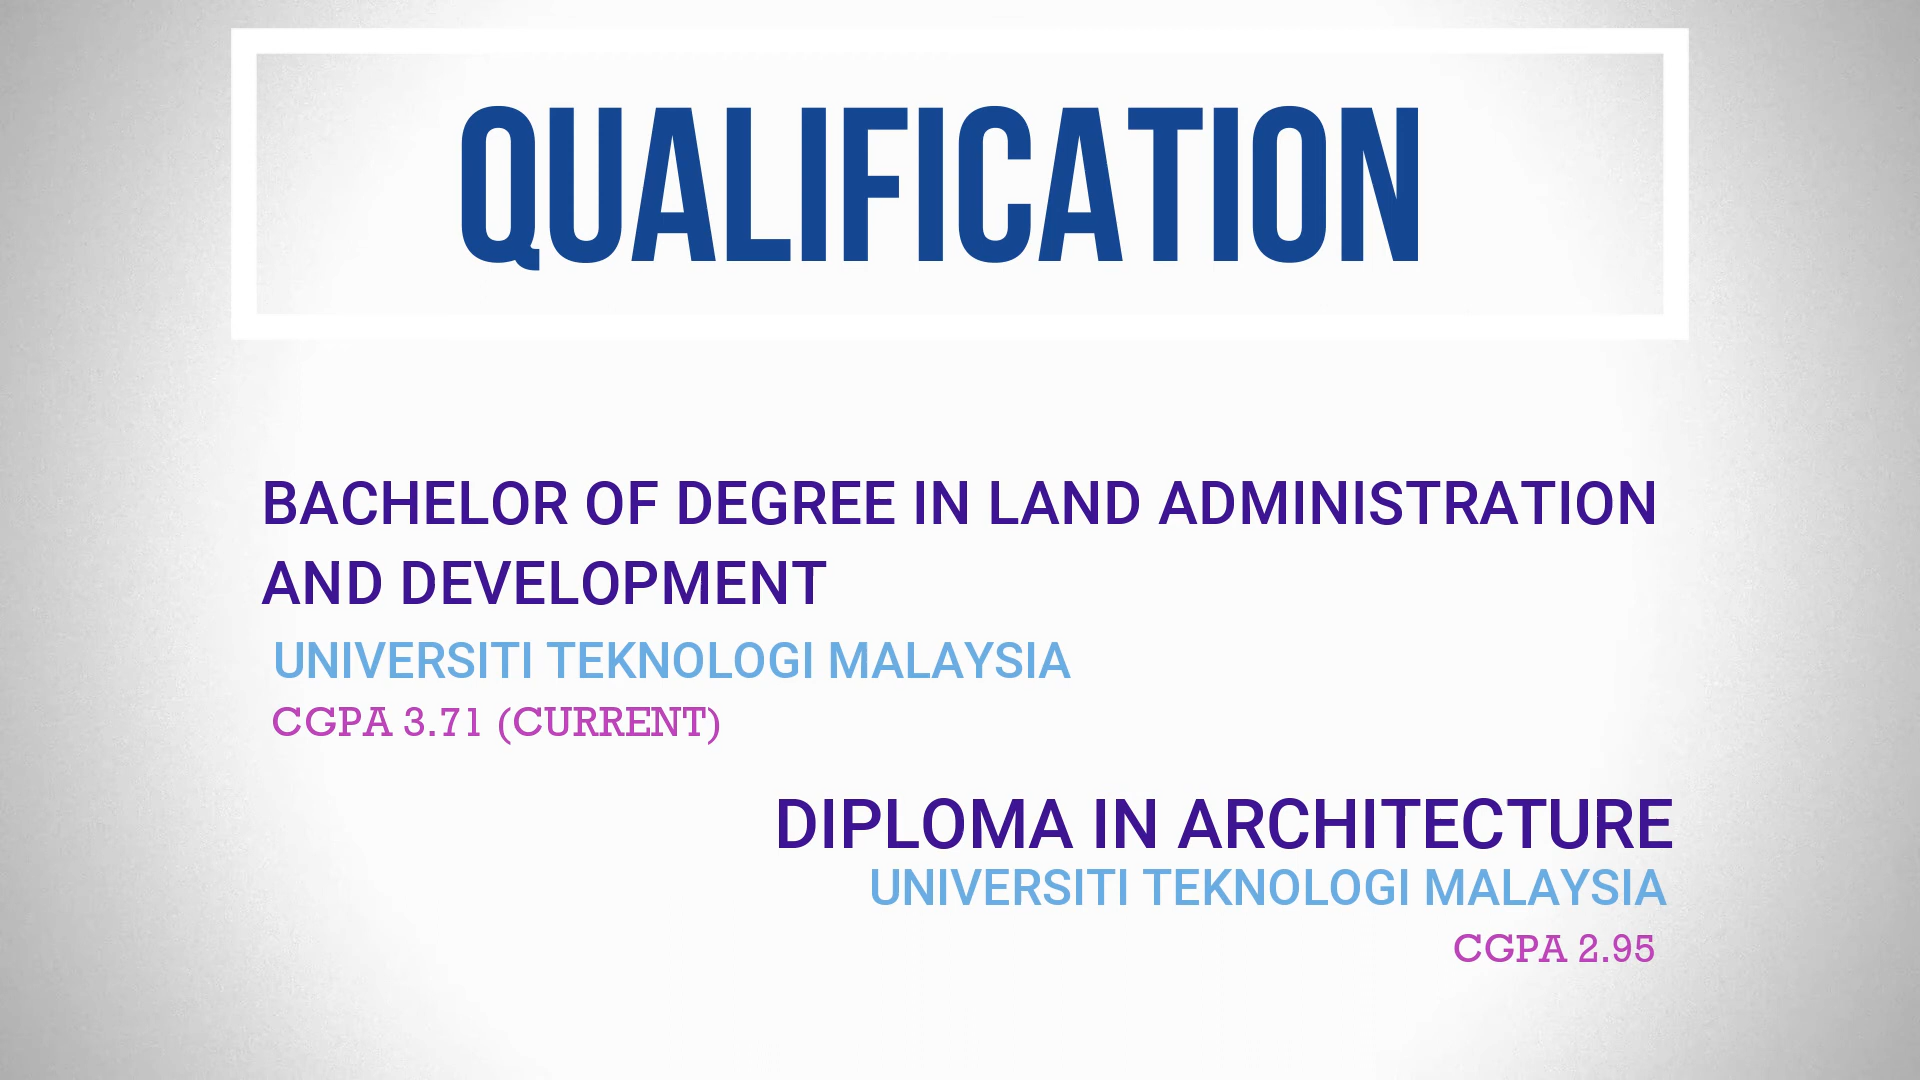 QUALIFICATION
BACHELOR OF DEGREE IN LAND ADMINISTRATION
AND DEVELOPMENT
UNIVERSITI TEKNOLOGI MALAYSIA
CGPA 3.71 (CURRENT)
DIPLOMA IN ARCHITECTURE
UNIVERSITI TEKNOLOGI MALAYSIA
CGPA 2.95